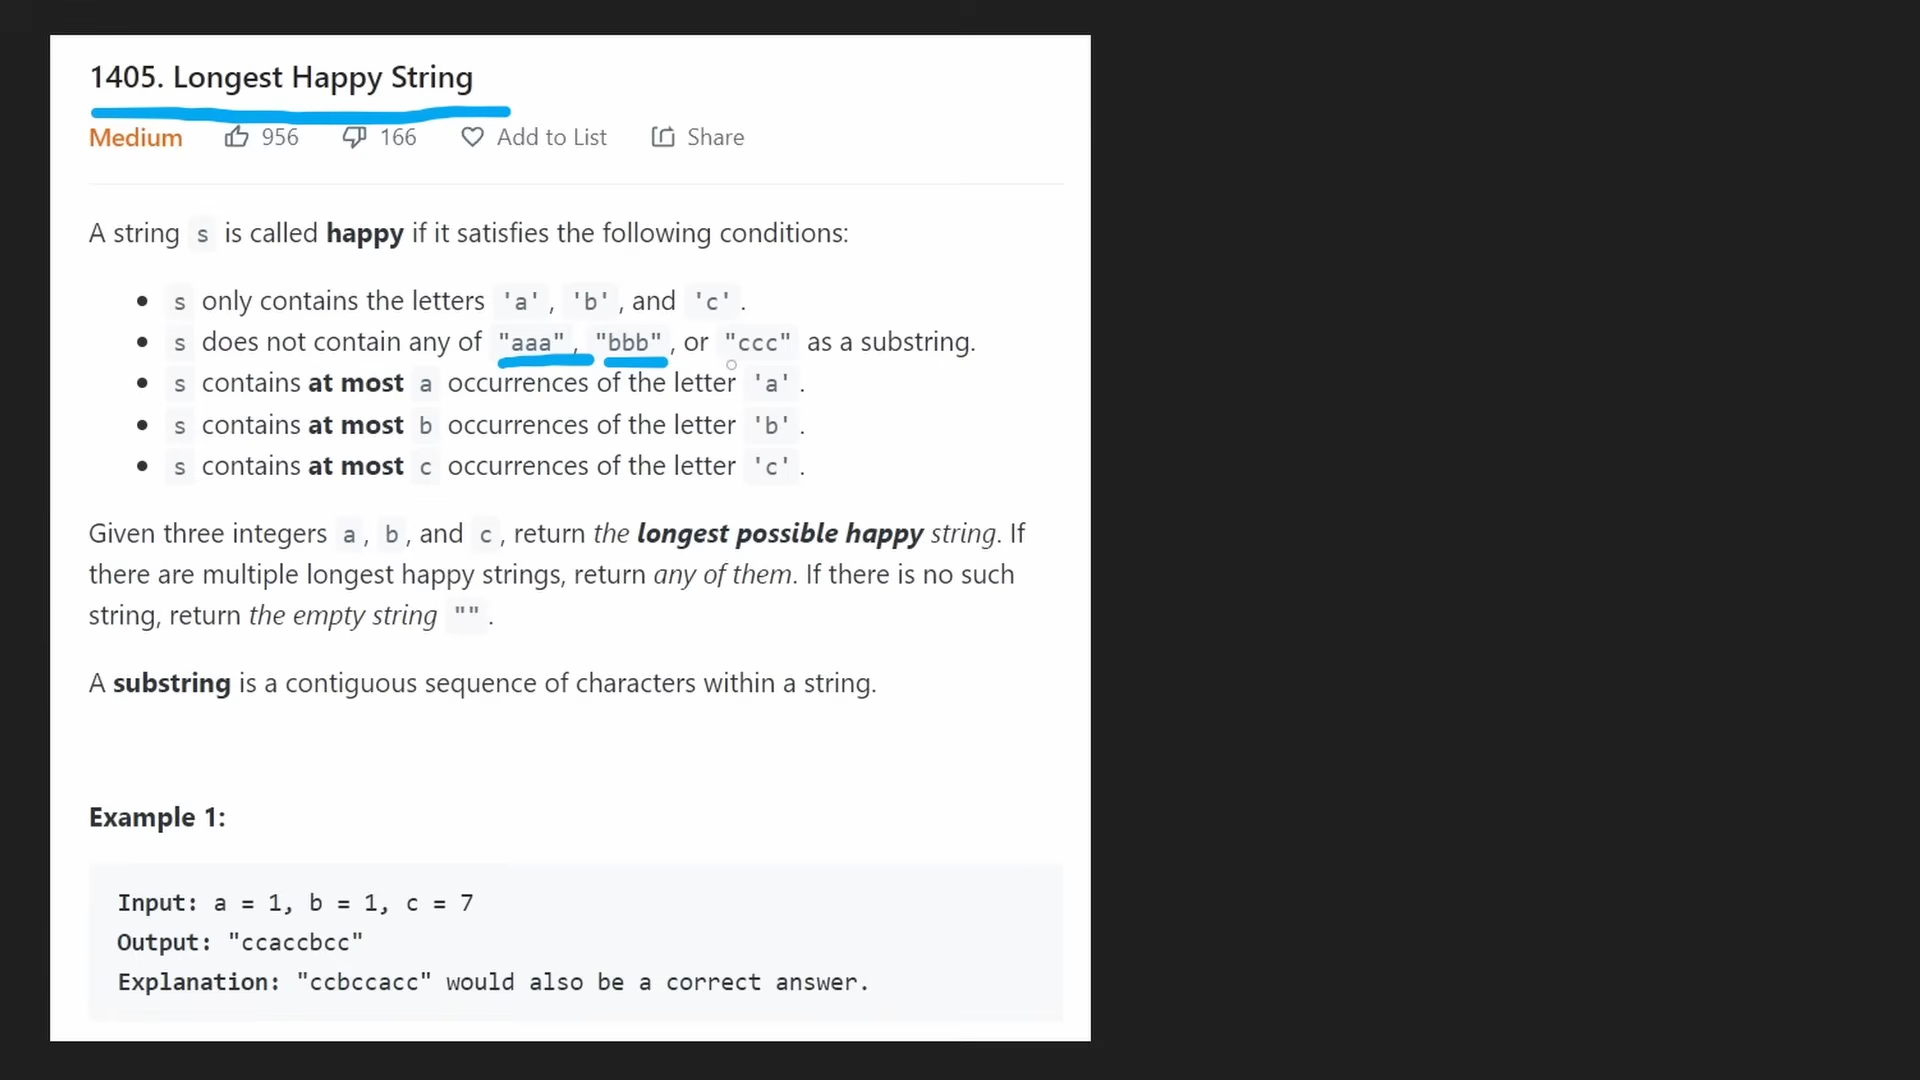 1405. Longest Happy String
Medium 956 166 Add to List Share
A string s is called happy if it satisfies the following conditions:
• s only contains the letters 'a', 'b', and 'c'.
• s does not contain any of "aaa", "bbb", or "ccc" as a substring.
• s contains at most a occurrences of the letter 'a'.
• s contains at most b occurrences of the letter 'b'.
• s contains at most c occurrences of the letter 'c'.
Given three integers a, b, and c, return the longest possible happy string. If
there are multiple longest happy strings, return any of them. If there is no such
string, return the empty string "".
A substring is a contiguous sequence of characters within a string.
Example 1:
Input: a = 1, b = 1, c = 7
Output: "ccaccbcc"
Explanation: "ccbccacc" would also be a correct answer.